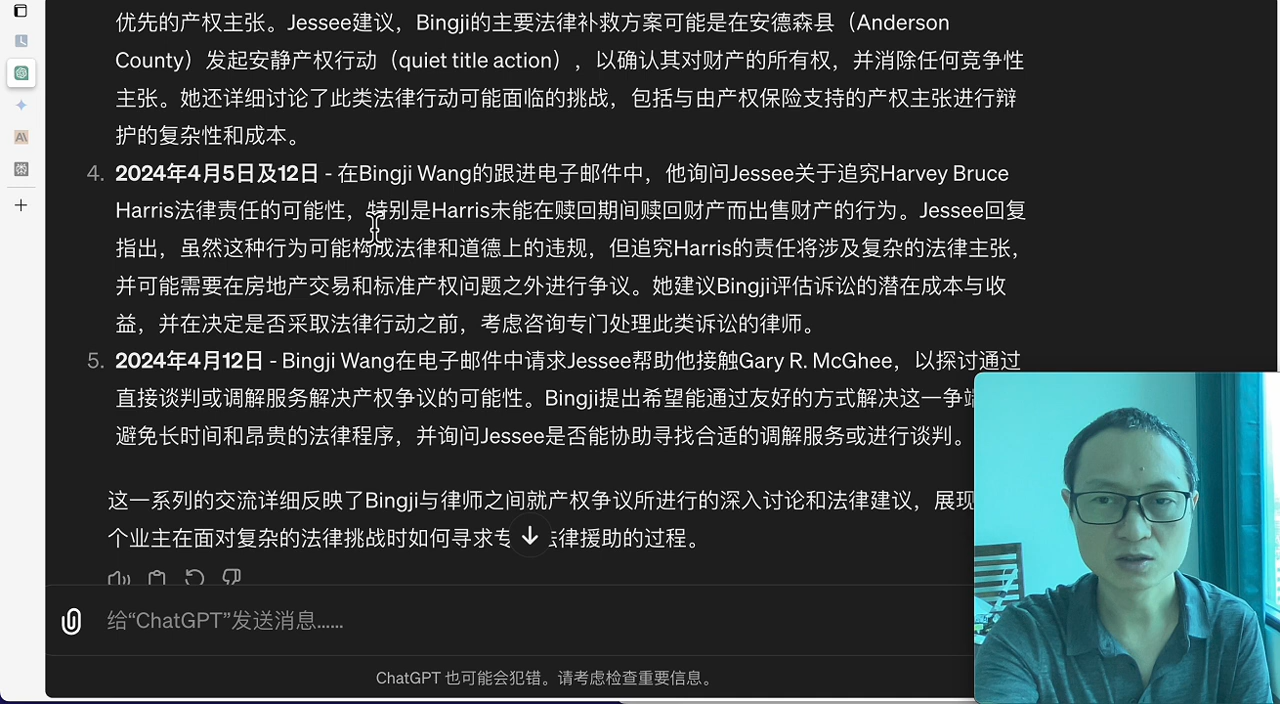 优先的产权主张。Jessee建议，Bingji的主要法律补救方案可能是在安德森县（Anderson
County）发起安静产权行动（quiet title action），以确认其对财产的所有权，并消除任何竞争性
主张。她还详细讨论了此类法律行动可能面临的挑战，包括与由产权保险支持的产权主张进行辩
护的复杂性和成本。
4. 2024年4月5日及12日 - 在Bingji Wang的跟进电子邮件中，他询问Jessee关于追究Harvey Bruce
Harris法律责任的可能性，特别是Harris未能在赎回期间赎回财产而出售财产的行为。Jessee回复
指出，虽然这种行为可能构成法律和道德上的违规，但追究Harris的责任将涉及复杂的法律主张，
并可能需要在房地产交易和标准产权问题之外进行争议。她建议Bingji评估诉讼的潜在成本与收
益，并在决定是否采取法律行动之前，考虑咨询专门处理此类诉讼的律师。
5. 2024年4月12日 - Bingji Wang在电子邮件中请求Jessee帮助他接触Gary R. McGhee，以探讨通过
直接谈判或调解服务解决产权争议的可能性。Bingji提出希望能通过友好的方式解决这一争
避免长时间和昂贵的法律程序，并询问Jessee是否能协助寻找合适的调解服务或进行谈判。
这一系列的交流详细反映了Bingji与律师之间就产权争议所进行的深入讨论和法律建议，展现
个业主在面对复杂的法律挑战时如何寻求专 法律援助的过程。
给“ChatGPT”发送消息......
ChatGPT 也可能会犯错。请考虑检查重要信息。